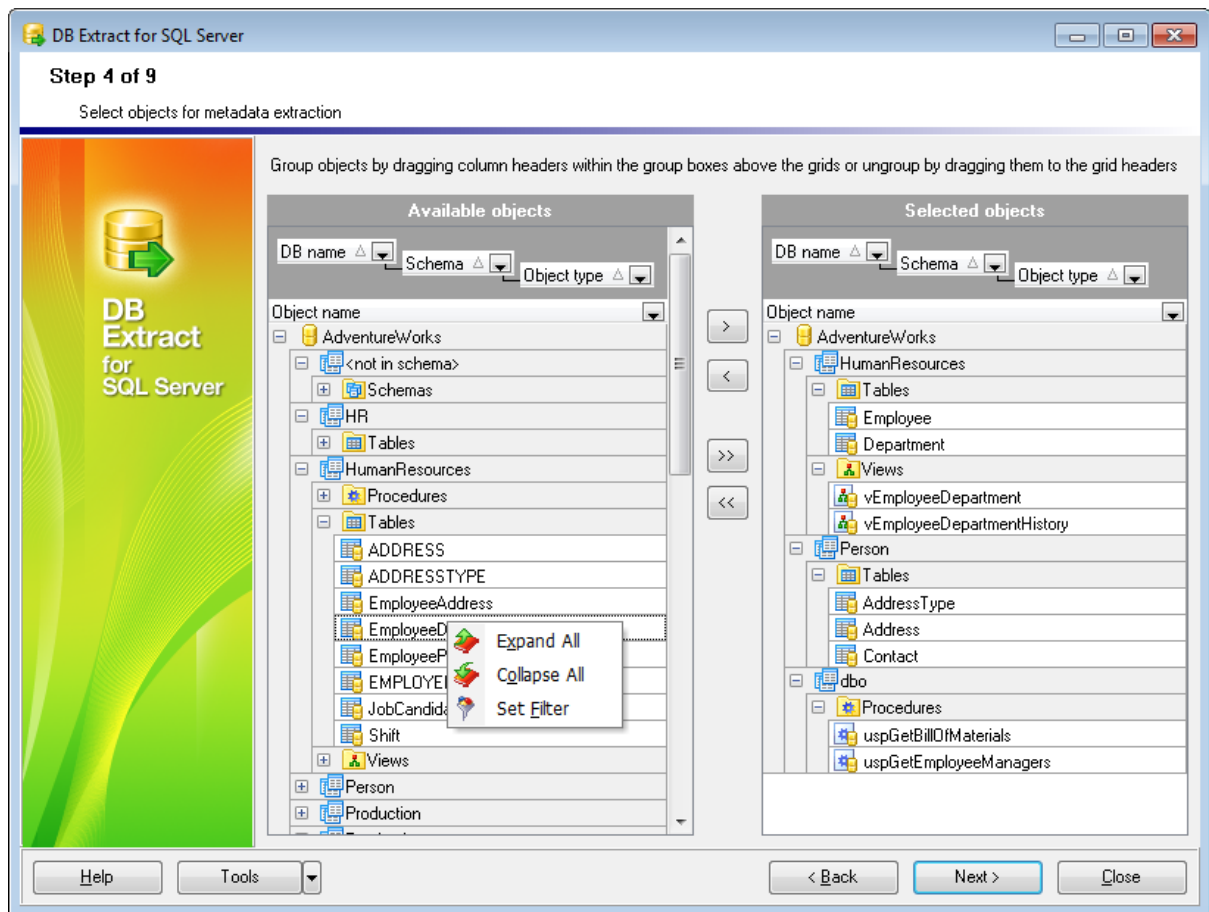 DB Extract for SQL Server
Step 4 of 9
Select objects for metadata extraction
DB
Extract
for
SQL Server
Group objects by dragging column headers within the group boxes above the grids or ungroup by dragging them to the grid headers
Available objects
DB name
Schema
Object type
Object name
AdventureWorks
<not in schema>
Schemas
HR
Tables
HumanResources
Procedures
Tables
ADDRESS
ADDRESSTYPE
EmployeeAddress
Shift
Views
Person
Production
Expand All
Collapse All
Set Filter
>
<
>>
<<
Selected objects
DB name
Schema
Object type
Object name
AdventureWorks
HumanResources
Tables
Employee
Department
Views
vEmployeeDepartment
vEmployeeDepartmentHistory
Person
Tables
AddressType
Address
Contact
dbo
Procedures
uspGetBillOfMaterials
uspGetEmployeeManagers
Help
Tools
< Back
Next >
Close